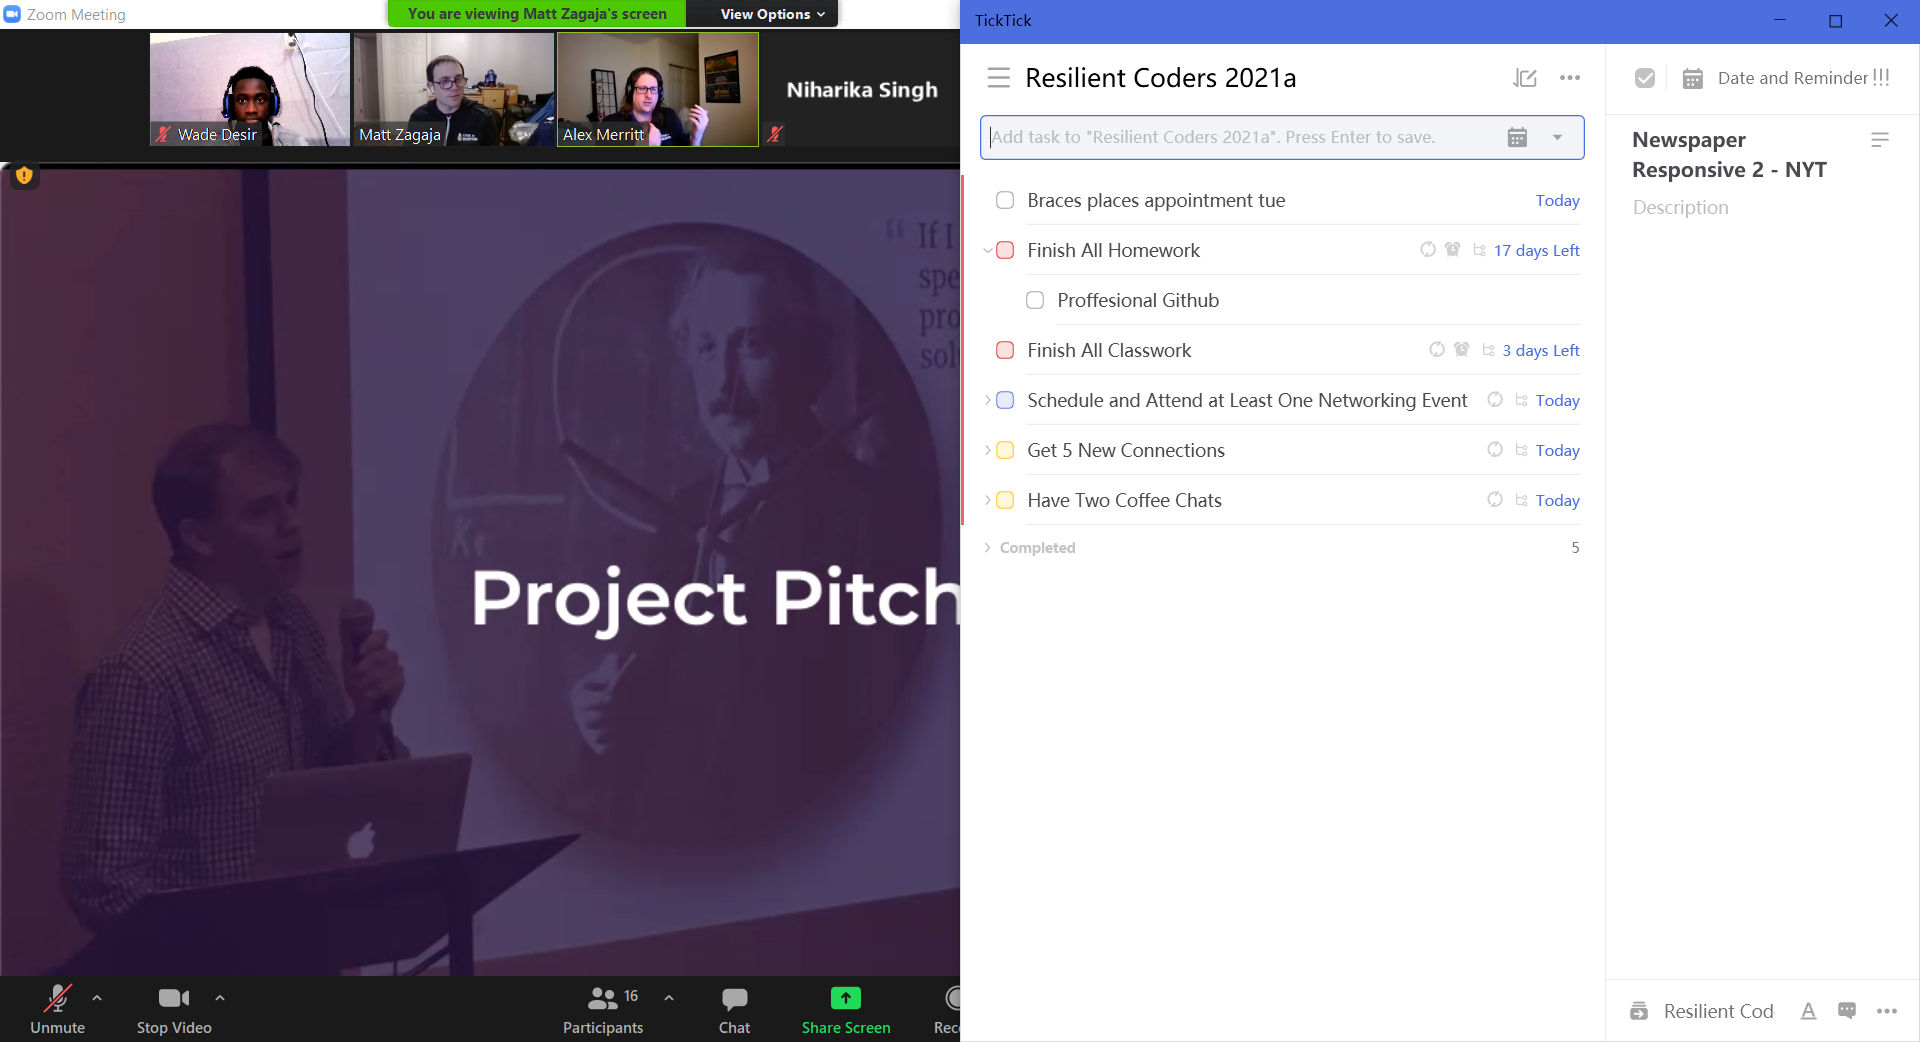 Zoom Meeting
You are viewing Matt Zagaja's screen
View Options
Wade Desir
Matt Zagaja
Alex Merritt
Niharika Singh
“ If I
spe
pro
sol
Project Pitch
Unmute
Stop Video
Participants
16
Chat
Share Screen
Rec
TickTick
Resilient Coders 2021a
Add task to "Resilient Coders 2021a". Press Enter to save.
Braces places appointment tue
Today
Finish All Homework
17 days Left
Proffesional Github
Finish All Classwork
3 days Left
Schedule and Attend at Least One Networking Event
Today
Get 5 New Connections
Today
Have Two Coffee Chats
Today
Completed
5
Date and Reminder
!!!
Newspaper
Responsive 2 - NYT
Description
Resilient Cod
A